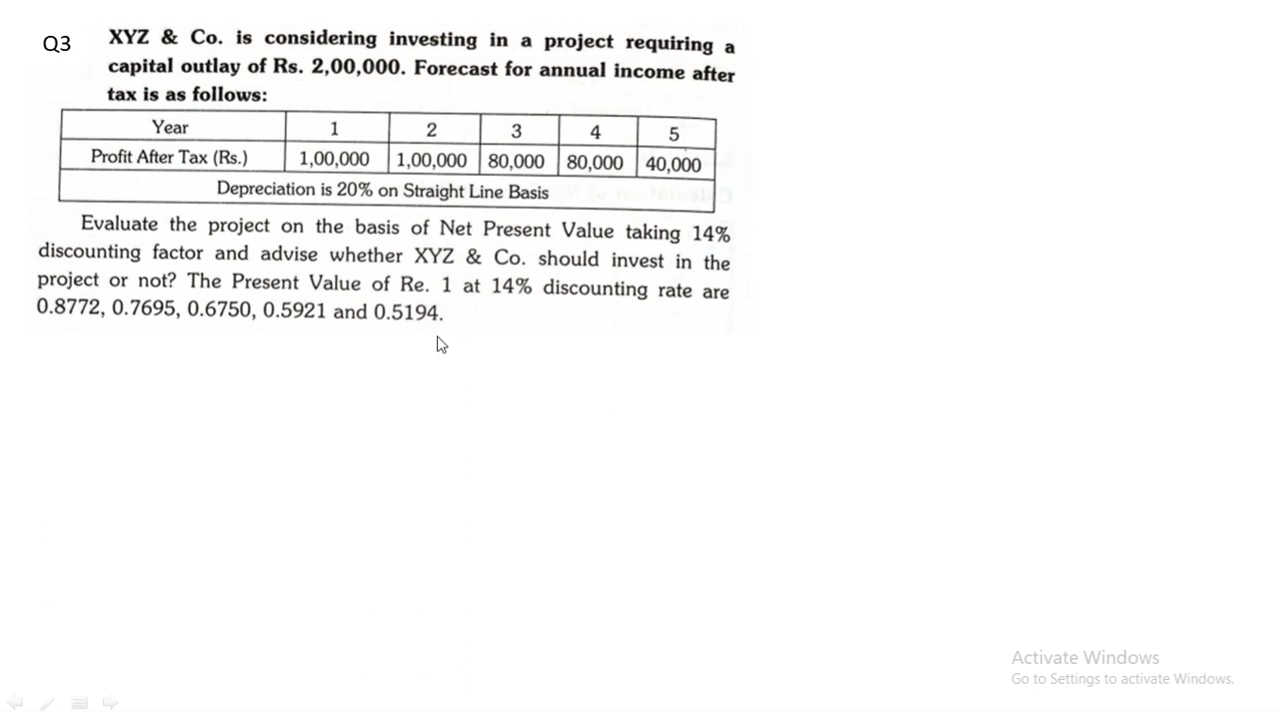 Q3
XYZ & Co. is considering investing in a project requiring a
capital outlay of Rs. 2,00,000. Forecast for annual income after
tax is as follows:
Year 1 2 3 4 5
Profit After Tax (Rs.) 1,00,000 1,00,000 80,000 80,000 40,000
Depreciation is 20% on Straight Line Basis
Evaluate the project on the basis of Net Present Value taking 14%
discounting factor and advise whether XYZ & Co. should invest in the
project or not? The Present Value of Re. 1 at 14% discounting rate are
0.8772, 0.7695, 0.6750, 0.5921 and 0.5194.
Activate Windows
Go to Settings to activate Windows.